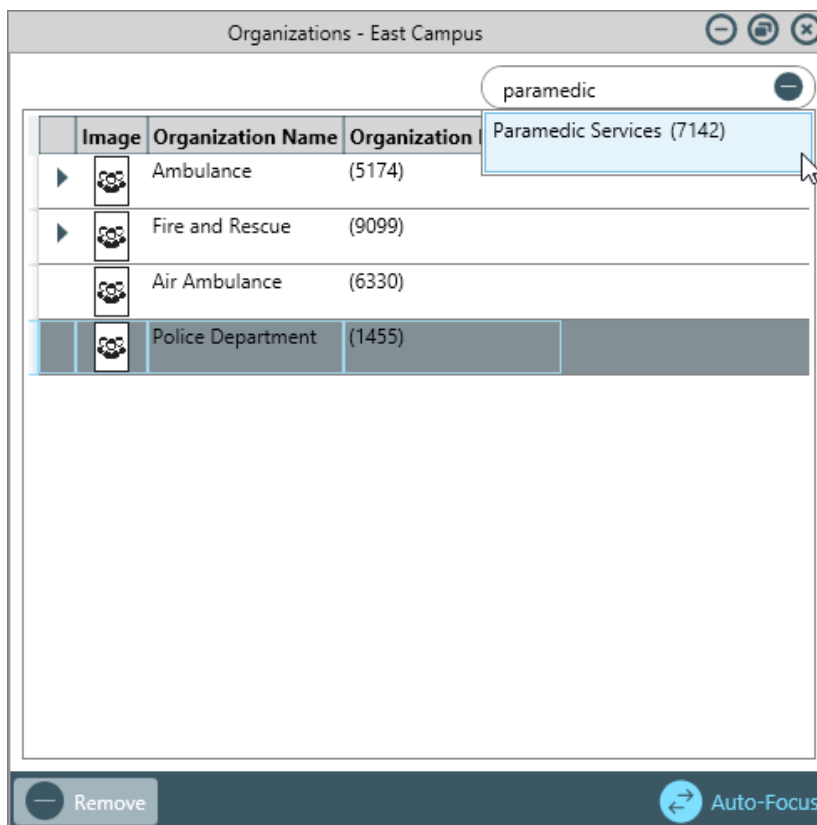 Organizations - East Campus
paramedic
Paramedic Services (7142)
Image Organization Name Organization
Ambulance (5174)
Fire and Rescue (9099)
Air Ambulance (6330)
Police Department (1455)
Remove Auto-Focus